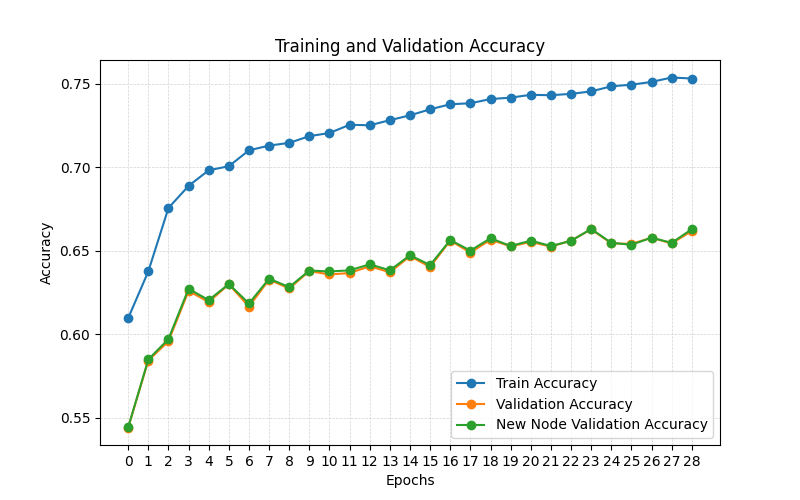 Training and Validation Accuracy
Accuracy
0.75
0.70
0.65
0.60
0.55
Train Accuracy
Validation Accuracy
New Node Validation Accuracy
0 1 2 3 4 5 6 7 8 9 10 11 12 13 14 15 16 17 18 19 20 21 22 23 24 25 26 27 28
Epochs